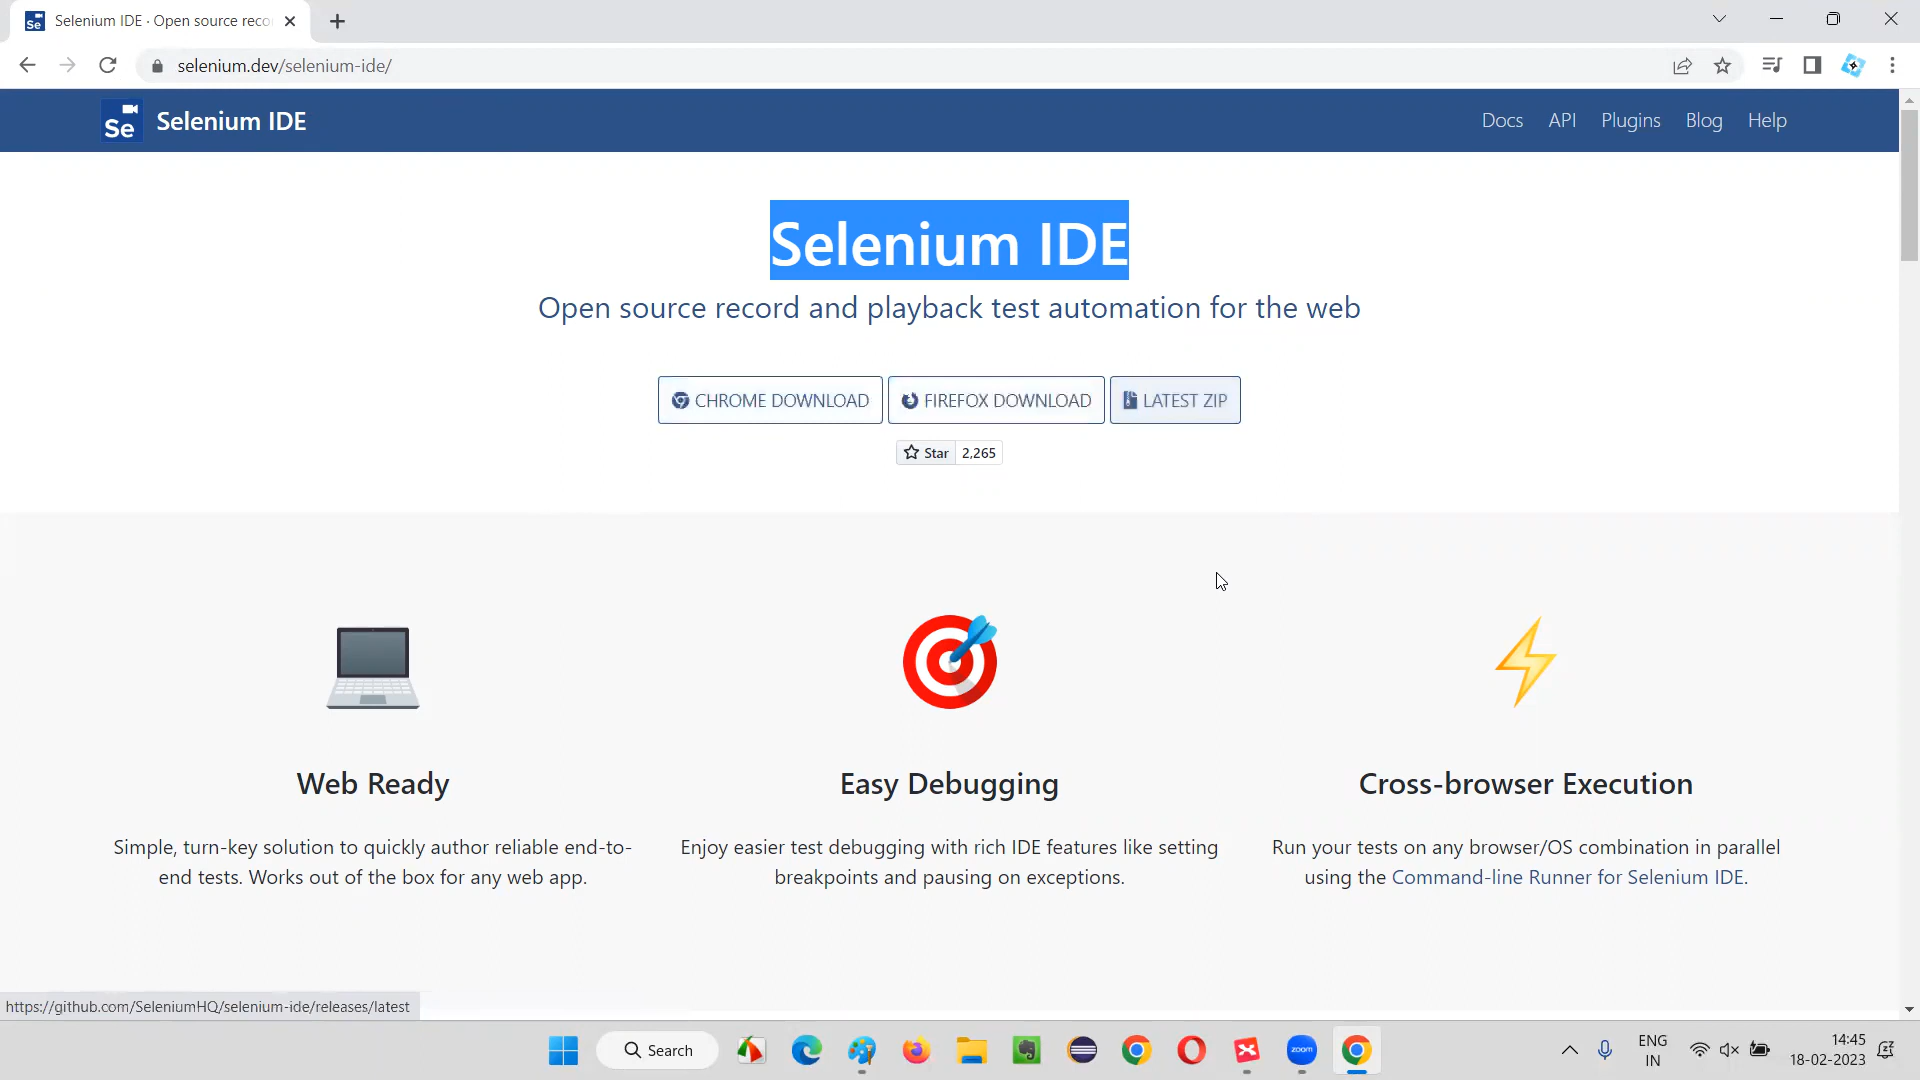 Se
Selenium IDE · Open source reco
selenium.dev/selenium-ide/
Se
Selenium IDE
Docs
API
Plugins
Blog
Help
Selenium IDE
Open source record and playback test automation for the web
CHROME DOWNLOAD
FIREFOX DOWNLOAD
LATEST ZIP
Star
2,265
Web Ready
Easy Debugging
Cross-browser Execution
Simple, turn-key solution to quickly author reliable end-to-
end tests. Works out of the box for any web app.
Enjoy easier test debugging with rich IDE features like setting
breakpoints and pausing on exceptions.
Run your tests on any browser/OS combination in parallel
using the Command-line Runner for Selenium IDE.
https://github.com/SeleniumHQ/selenium-ide/releases/latest
Search
zoom
ENG
IN
14:45
18-02-2023